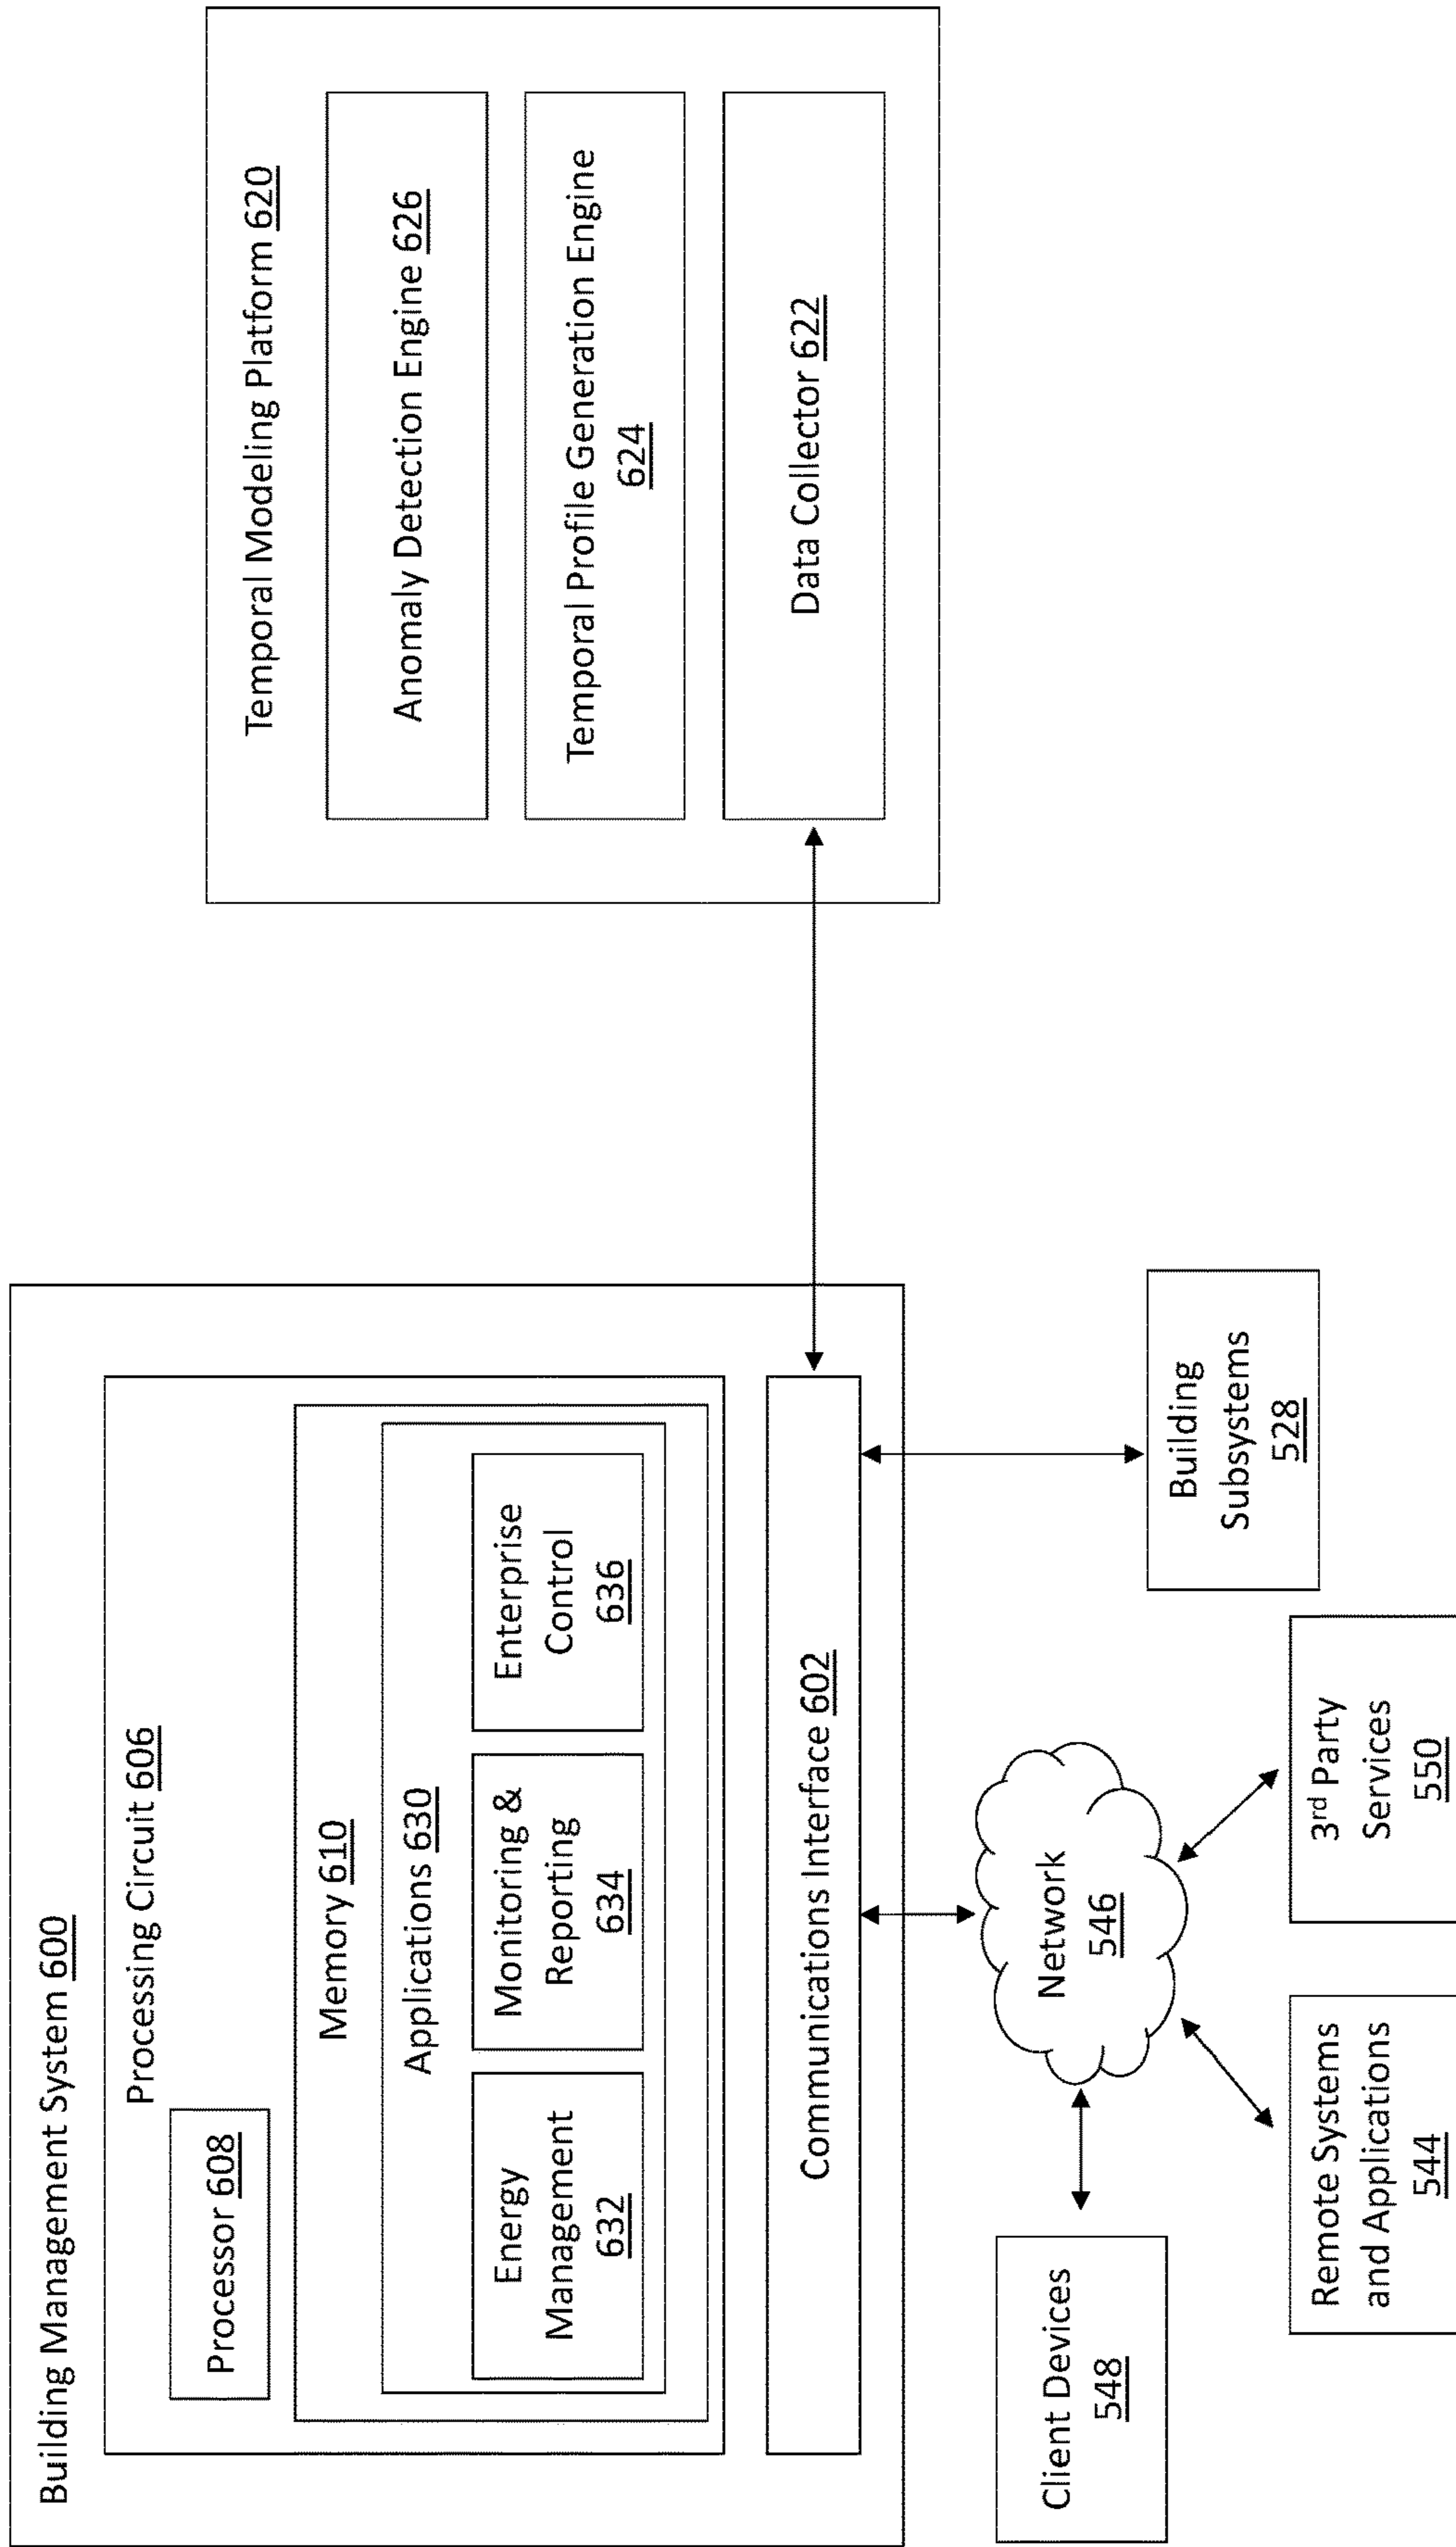 Building Management System 600
Processing Circuit 606
Processor 608
Memory 610
Applications 630
Energy
Management
632
Monitoring &
Reporting
634
Enterprise
Control
636
Communications Interface 602
Temporal Modeling Platform 620
Anomaly Detection Engine 626
Temporal Profile Generation Engine
624
Data Collector 622
Network
546
Client Devices
548
Remote Systems
and Applications
544
3rd Party
Services
550
Building
Subsystems
528